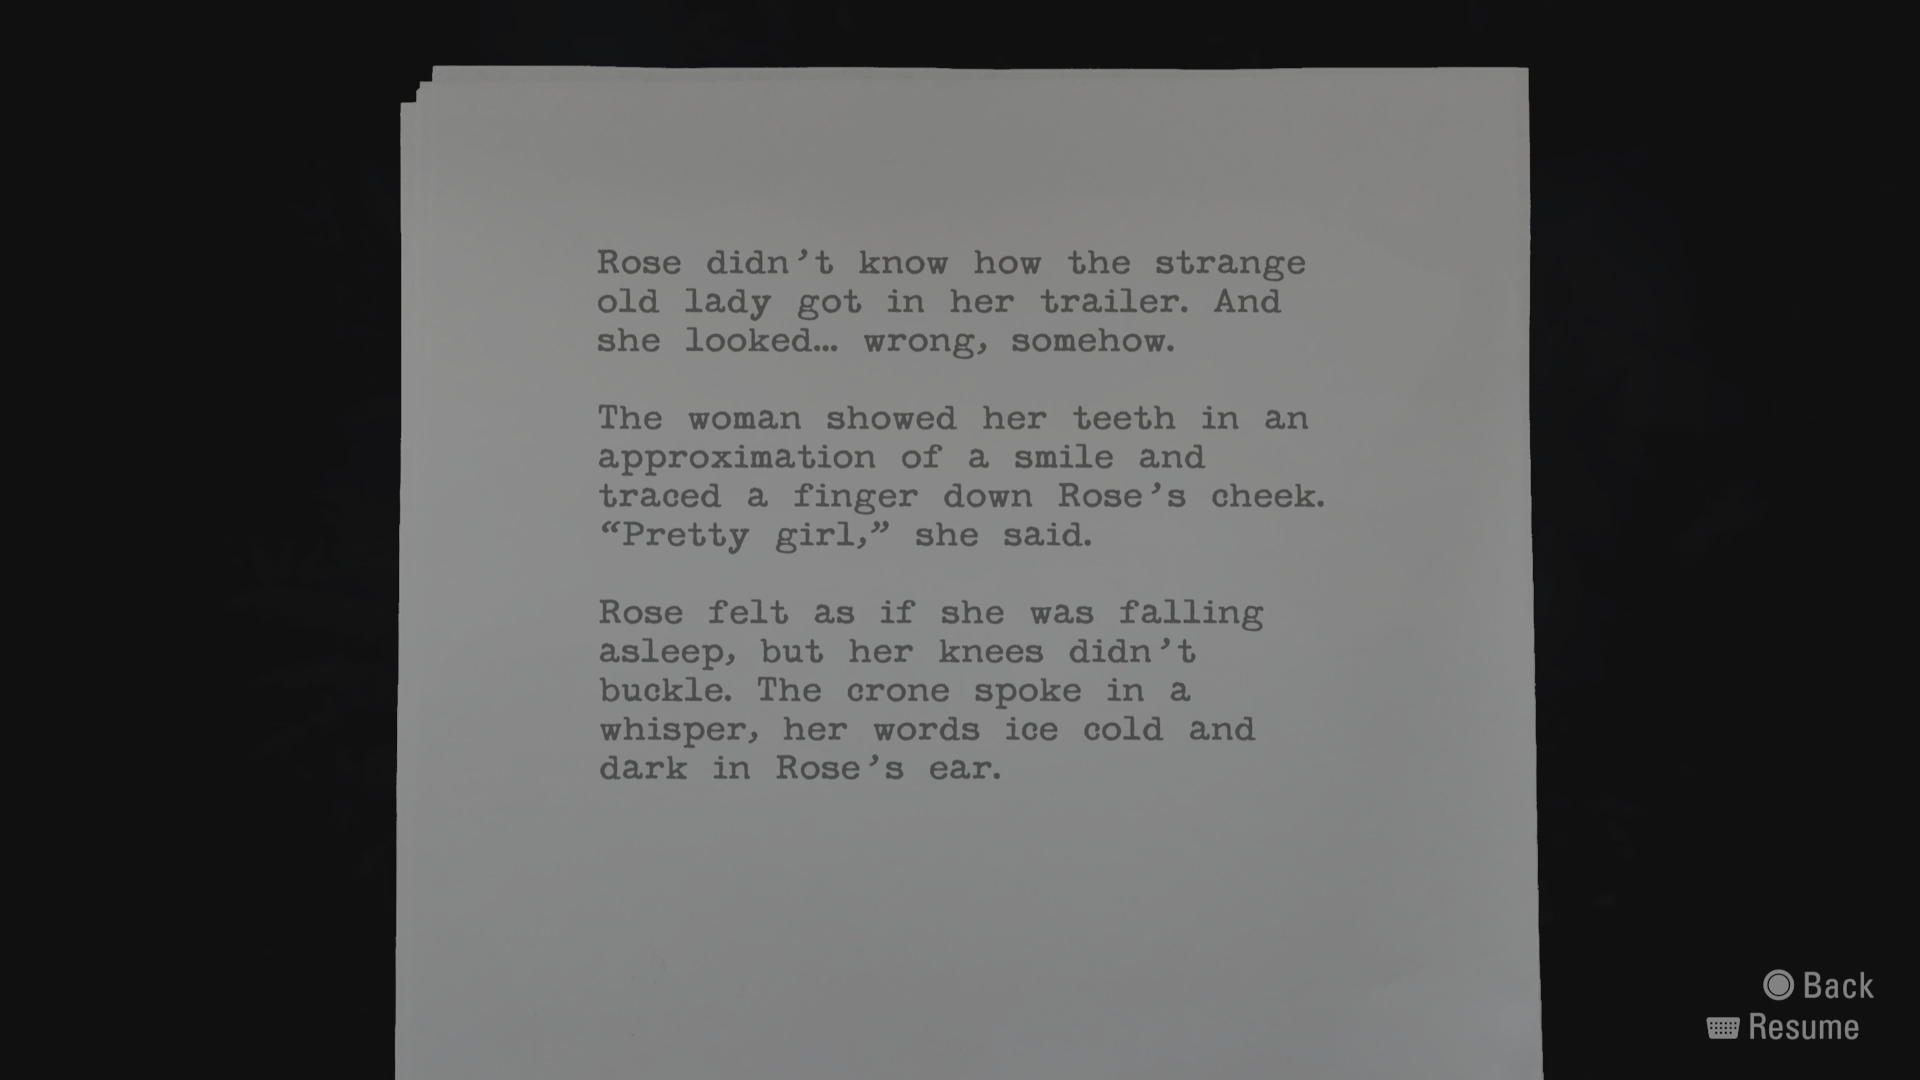 Rose didn’t know how the strange
old lady got in her trailer. And
she looked… wrong, somehow.
The woman showed her teeth in an
approximation of a smile and
traced a finger down Rose’s cheek.
“Pretty girl,” she said.
Rose felt as if she was falling
asleep, but her knees didn’t
buckle. The crone spoke in a
whisper, her words ice cold and
dark in Rose’s ear.
Back
Resume